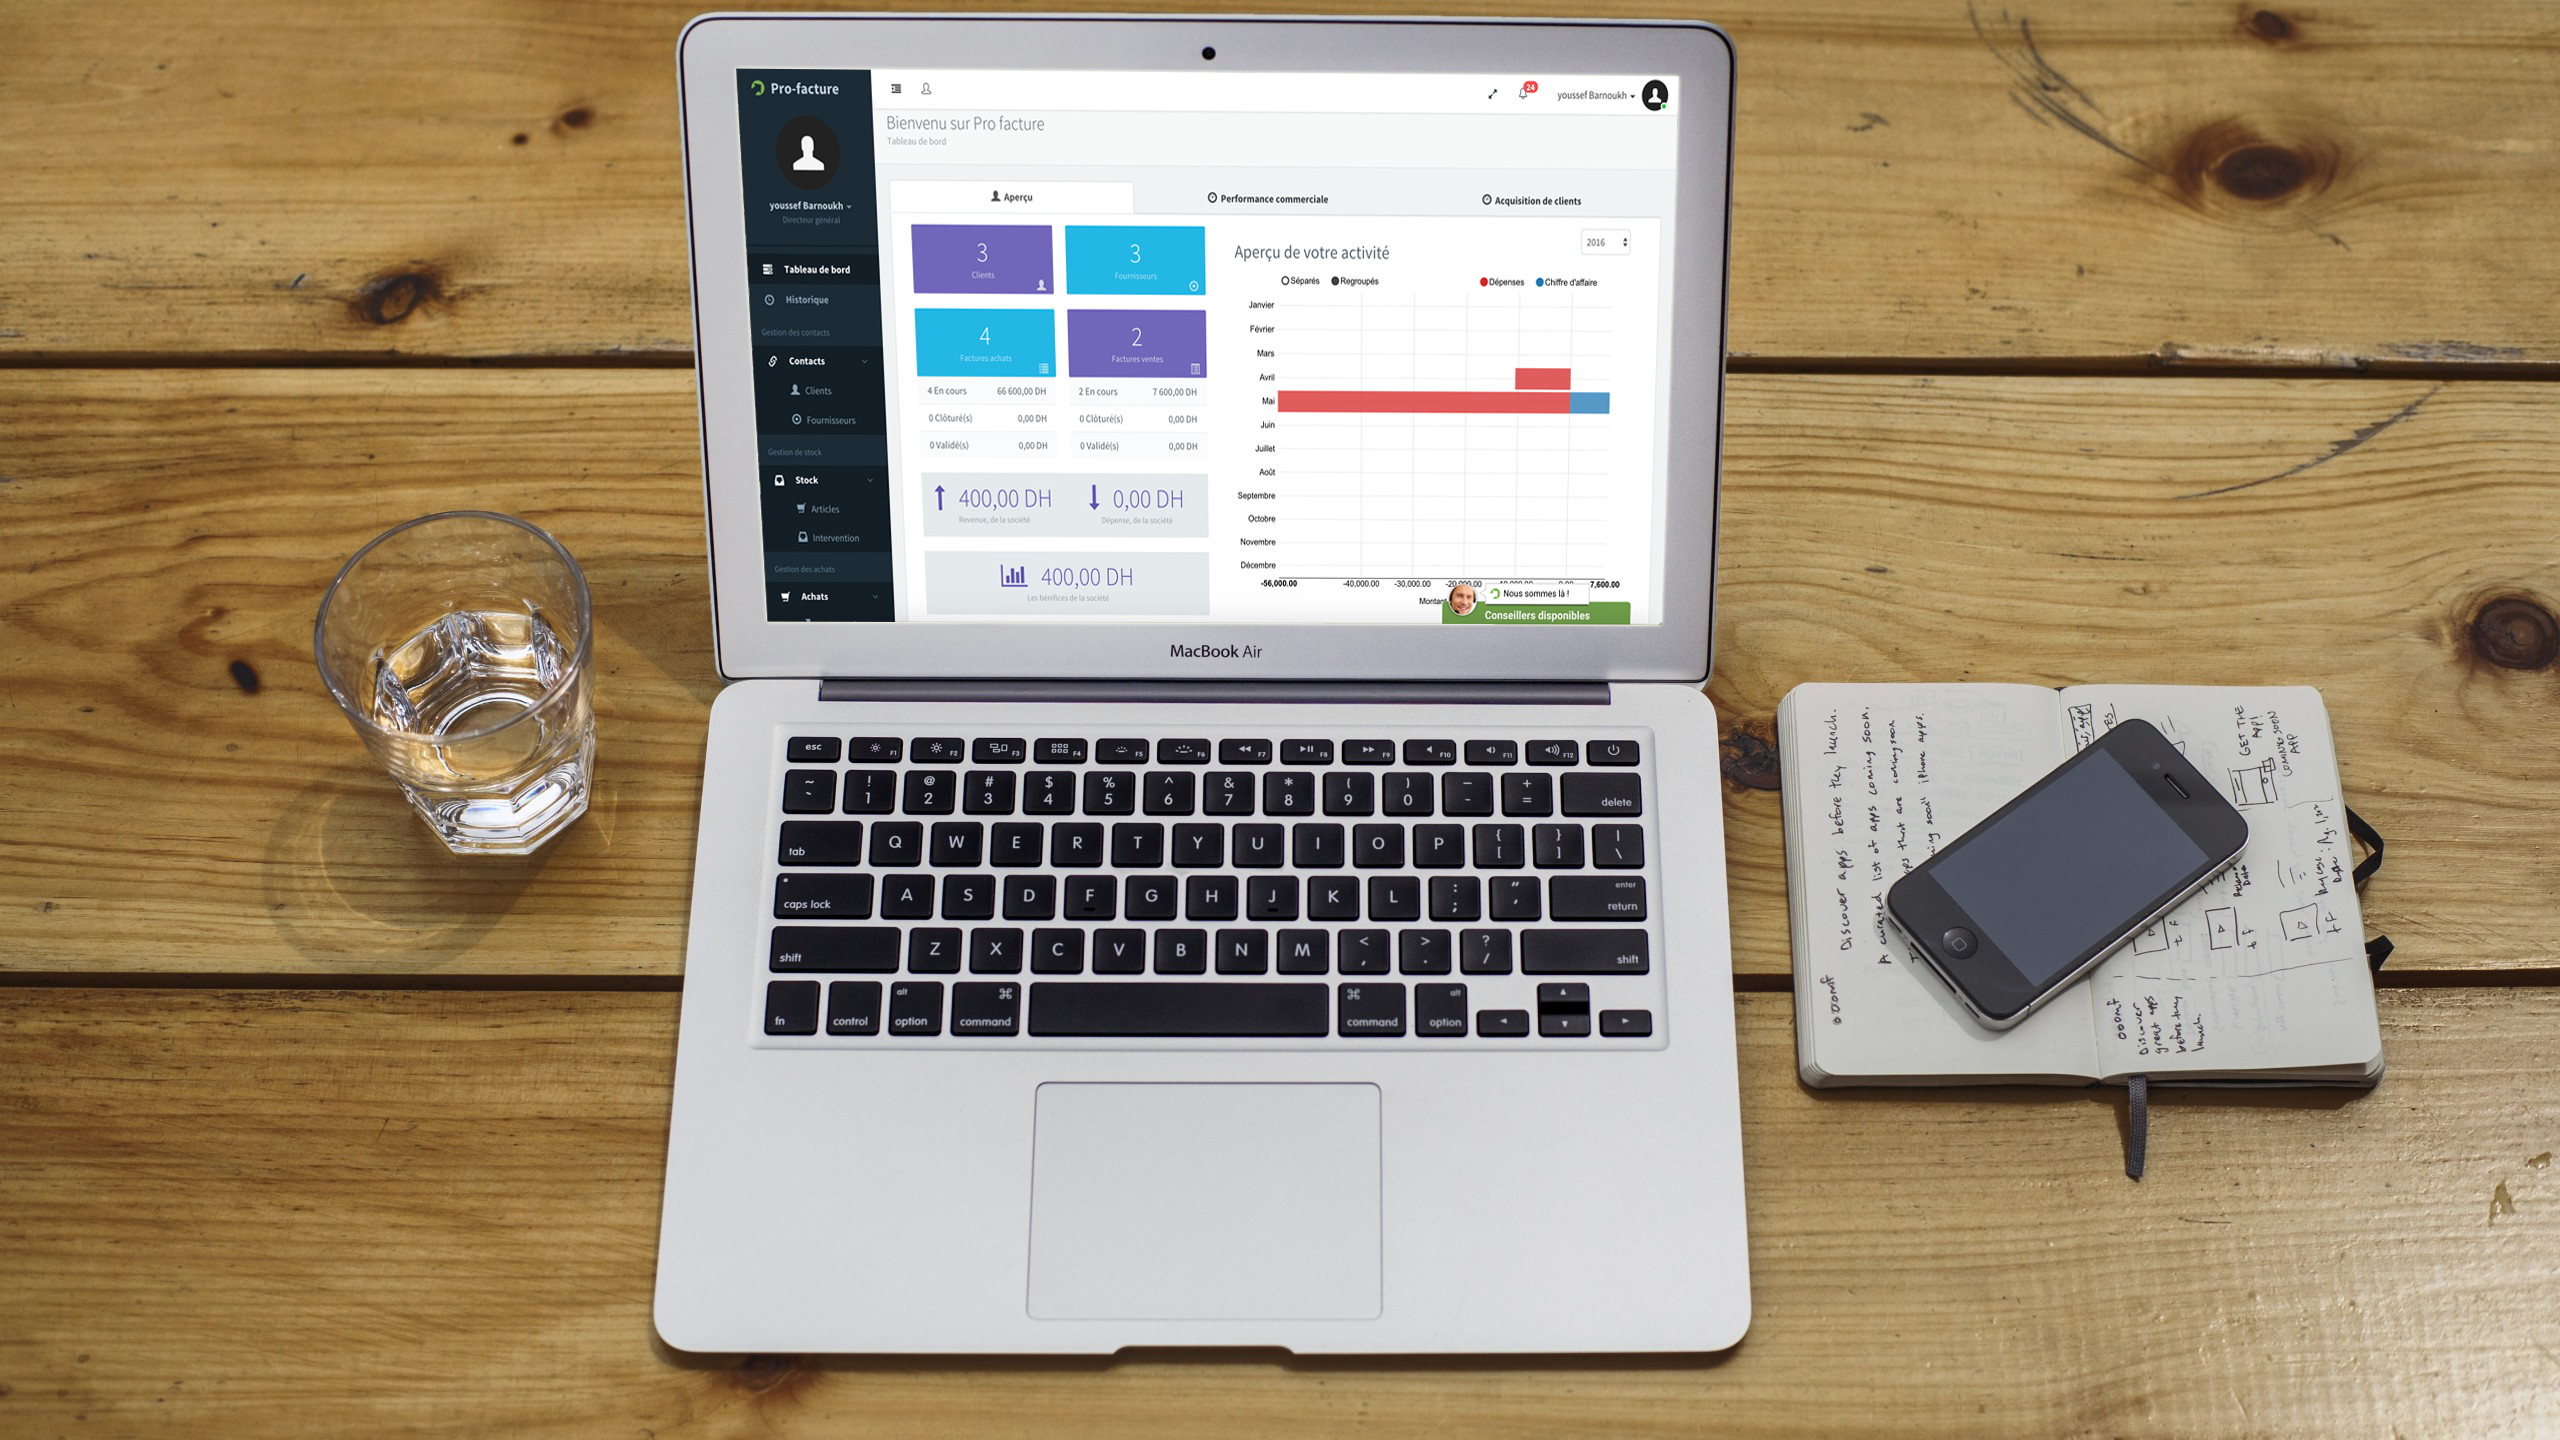 Pro-facture
youssef Barnoukh
Directeur général
Tableau de bord
Historique
Gestion des contacts
Contacts
Clients
Fournisseurs
Gestion de stock
Stock
Articles
Intervention
Gestion des achats
Achats
24
youssef Barnoukh
Bienvenu sur Pro facture
Tableau de bord
Aperçu
Performance commerciale
Acquisition de clients
3
Clients
3
Fournisseurs
4
Factures achats
2
Factures ventes
4 En cours 66 600,00 DH
0 Clôturé(s) 0,00 DH
0 Validé(s) 0,00 DH
2 En cours 7 600,00 DH
0 Clôturé(s) 0,00 DH
0 Validé(s) 0,00 DH
400,00 DH
Revenue, de la société
0,00 DH
Dépense, de la société
400,00 DH
Les bénifices de la société
Aperçu de votre activité
2016
Séparés Regroupés Dépenses Chiffre d'affaire
Janvier
Février
Mars
Avril
Mai
Juin
Juillet
Août
Septembre
Octobre
Novembre
Décembre
-56,000.00 -40,000.00 -30,000.00 -20,000.00 -10,000.00 0.00 7,600.00
Montant
Nous sommes là !
Conseillers disponibles
MacBook Air
esc F1 F2 F3 F4 F5 F6 F7 F8 F9 F10 F11 F12
~ ! @ # $ % ^ & * ( ) _ +
` 1 2 3 4 5 6 7 8 9 0 - = delete
tab Q W E R T Y U I O P { [ } ] | \
caps lock A S D F G H J K L : ; " ' enter return
shift Z X C V B N M < , > . ? / shift
fn control alt option ⌘ command ⌘ command alt option
Discover apps before they launch.
A curated list of apps coming soon.
apps that are coming soon
soon" iphone apps.
GET THE
APP!
COMING SOON
APP
ooomf
ooomf
Discover
great apps
before they
launch.